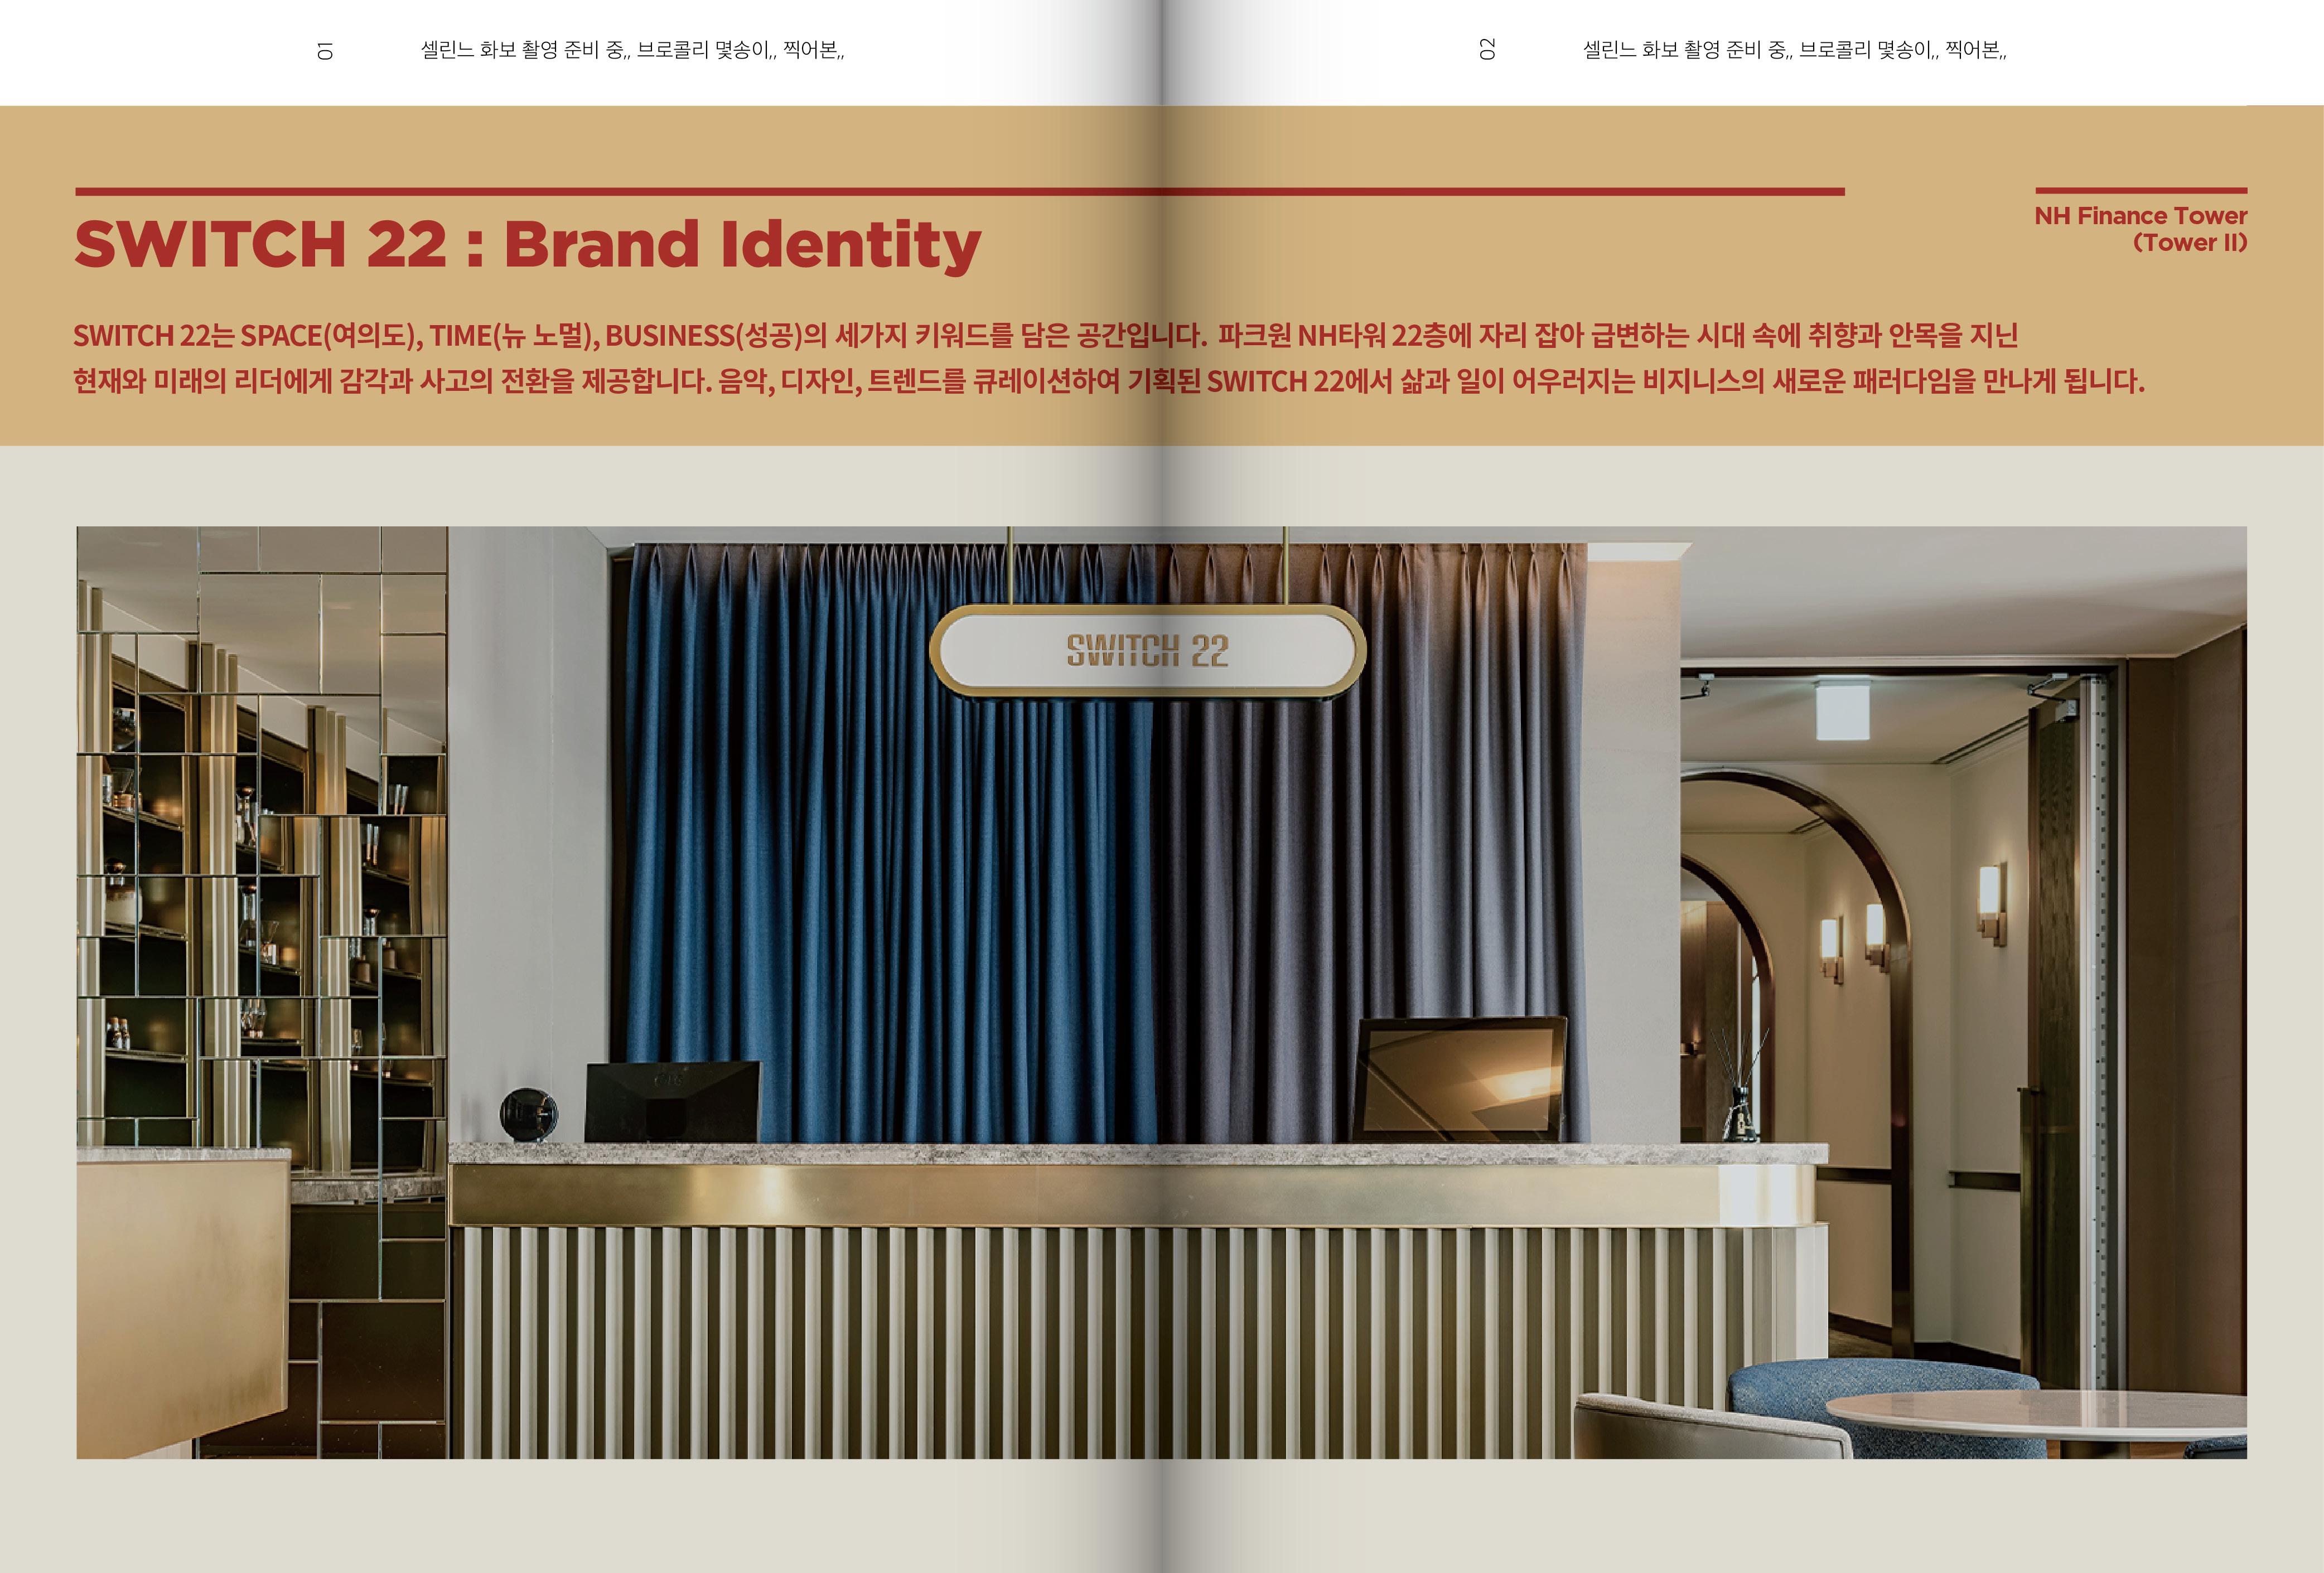 01
셀린느 화보 촬영 준비 중,, 브로콜리 몇송이,, 찍어본,,
02
셀린느 화보 촬영 준비 중,, 브로콜리 몇송이,, 찍어본,,
SWITCH 22 : Brand Identity
NH Finance Tower
(Tower II)
SWITCH 22는 SPACE(여의도), TIME(뉴 노멀), BUSINESS(성공)의 세가지 키워드를 담은 공간입니다. 파크원 NH타워 22층에 자리 잡아 급변하는 시대 속에 취향과 안목을 지닌
현재와 미래의 리더에게 감각과 사고의 전환을 제공합니다. 음악, 디자인, 트렌드를 큐레이션하여 기획된 SWITCH 22에서 삶과 일이 어우러지는 비지니스의 새로운 패러다임을 만나게 됩니다.
SWITCH 22